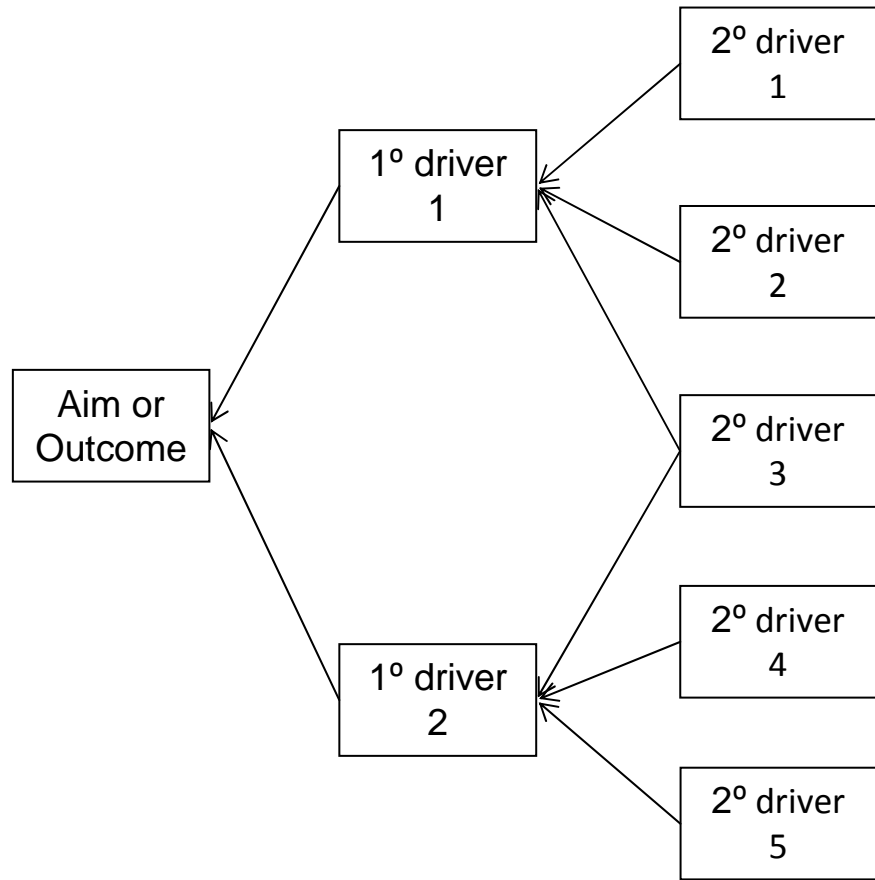 2º driver
1
1º driver
1
2º driver
2
Aim or
Outcome
2º driver
3
2º driver
4
1º driver
2
2º driver
5